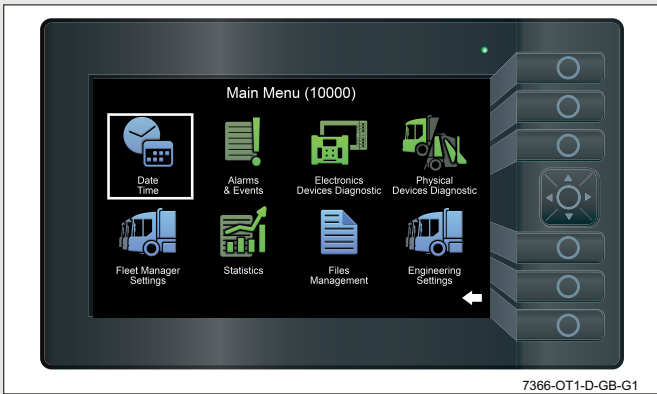 Main Menu (10000)
Date
Time
Alarms
& Events
Electronics
Devices Diagnostic
Physical
Devices Diagnostic
Fleet Manager
Settings
Statistics
Files
Management
Engineering
Settings
7366-OT1-D-GB-G1